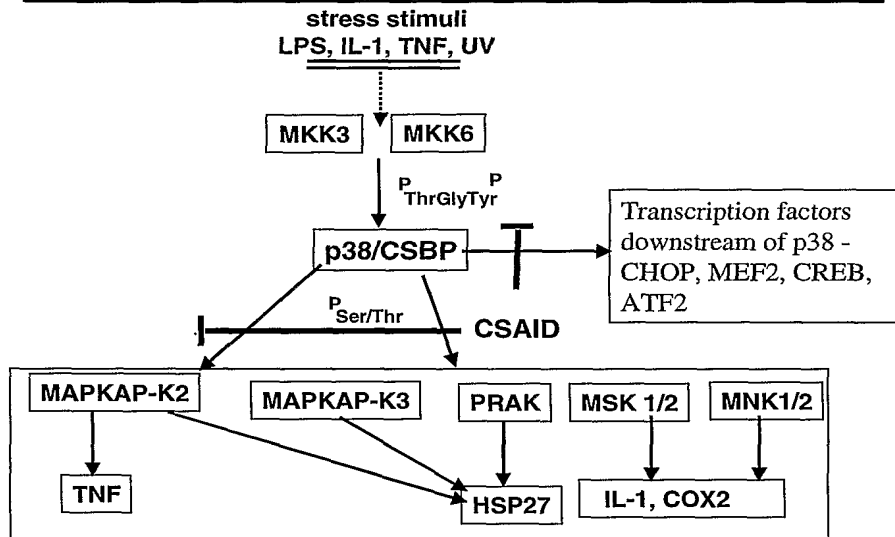 stress stimuli
LPS, IL-1, TNF, UV
MKK3
MKK6
P ThrGlyTyr P
p38/CSBP
Transcription factors
downstream of p38 -
CHOP, MEF2, CREB,
ATF2
P Ser/Thr
CSAID
MAPKAP-K2
MAPKAP-K3
PRAK
MSK 1/2
MNK1/2
TNF
HSP27
IL-1, COX2